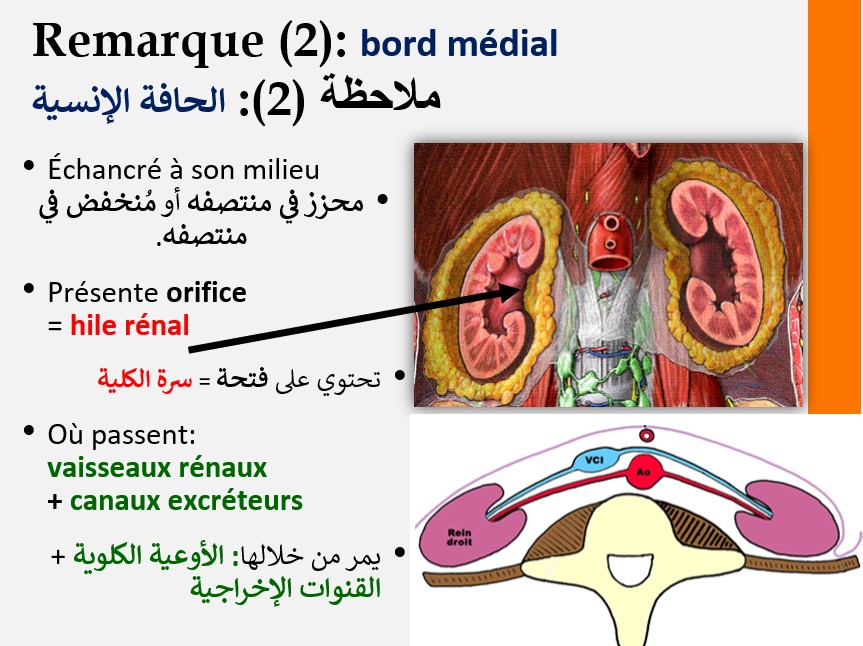 Remarque (2): bord médial
ملاحظة (2): الحافة الإنسية
• Échancré à son milieu
• محزز في منتصفه أو مُنخفض في
منتصفه.
• Présente orifice
= hile rénal
• تحتوي على فتحة = سرة الكلية
• Où passent:
vaisseaux rénaux
+ canaux excréteurs
• يمر من خلالها: الأوعية الكلوية +
القنوات الإخراجية
VCI
Ao
Rein
droit